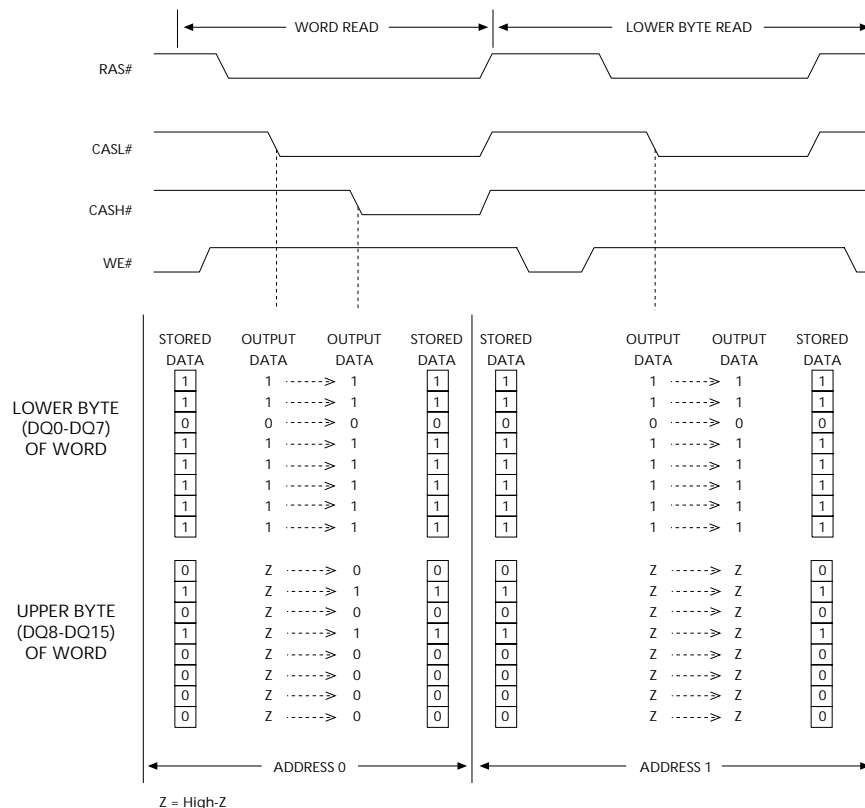 WORD READ LOWER BYTE READ
RAS#
CASL#
CASH#
WE#
STORED OUTPUT OUTPUT STORED STORED OUTPUT OUTPUT STORED
DATA DATA DATA DATA DATA DATA DATA DATA
LOWER BYTE
(DQ0-DQ7)
OF WORD
1 1 1 1 1 1 1 1
1 1 1 1 1 1 1 1
0 0 0 0 0 0 0 0
1 1 1 1 1 1 1 1
1 1 1 1 1 1 1 1
1 1 1 1 1 1 1 1
1 1 1 1 1 1 1 1
1 1 1 1 1 1 1 1
UPPER BYTE
(DQ8-DQ15)
OF WORD
0 Z 0 0 0 Z Z 0
1 Z 1 1 1 Z Z 1
0 Z 0 0 0 Z Z 0
1 Z 1 1 1 Z Z 1
0 Z 0 0 0 Z Z 0
0 Z 0 0 0 Z Z 0
0 Z 0 0 0 Z Z 0
0 Z 0 0 0 Z Z 0
ADDRESS 0 ADDRESS 1
Z = High-Z